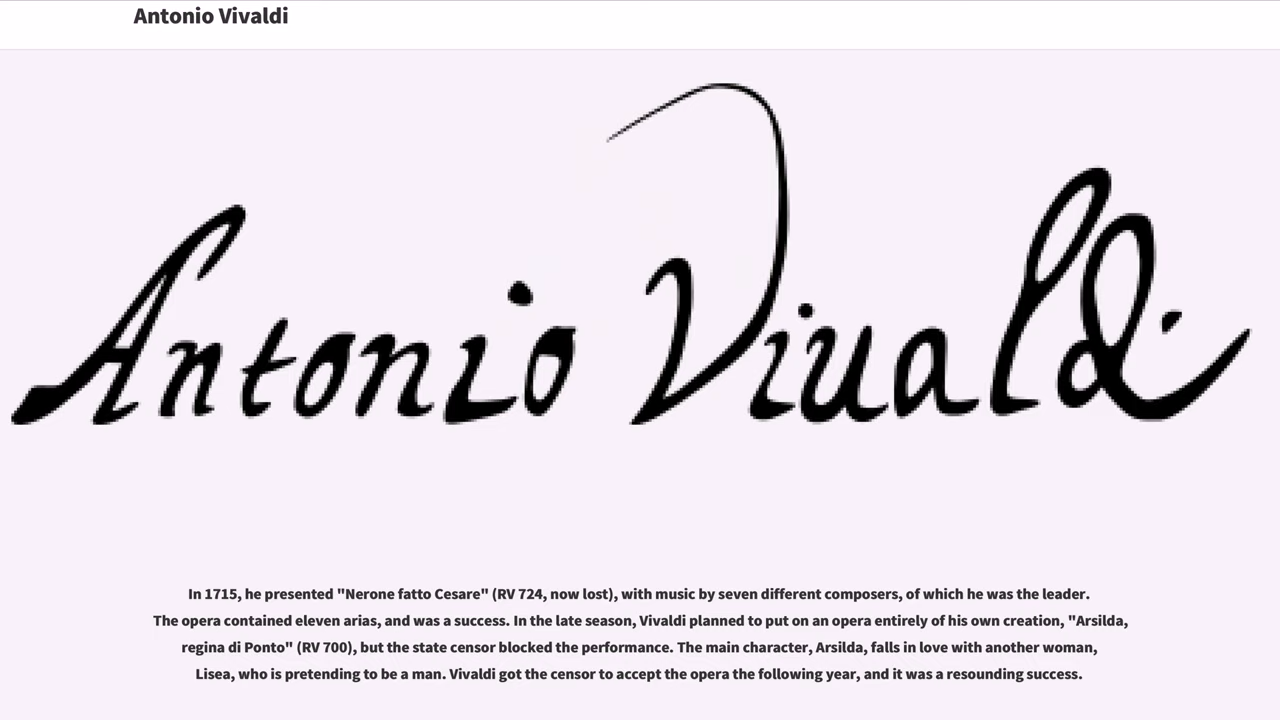 Antonio Vivaldi
Antonio Vivaldi
In 1715, he presented "Nerone fatto Cesare" (RV 724, now lost), with music by seven different composers, of which he was the leader.
The opera contained eleven arias, and was a success. In the late season, Vivaldi planned to put on an opera entirely of his own creation, "Arsilda,
regina di Ponto" (RV 700), but the state censor blocked the performance. The main character, Arsilda, falls in love with another woman,
Lisea, who is pretending to be a man. Vivaldi got the censor to accept the opera the following year, and it was a resounding success.